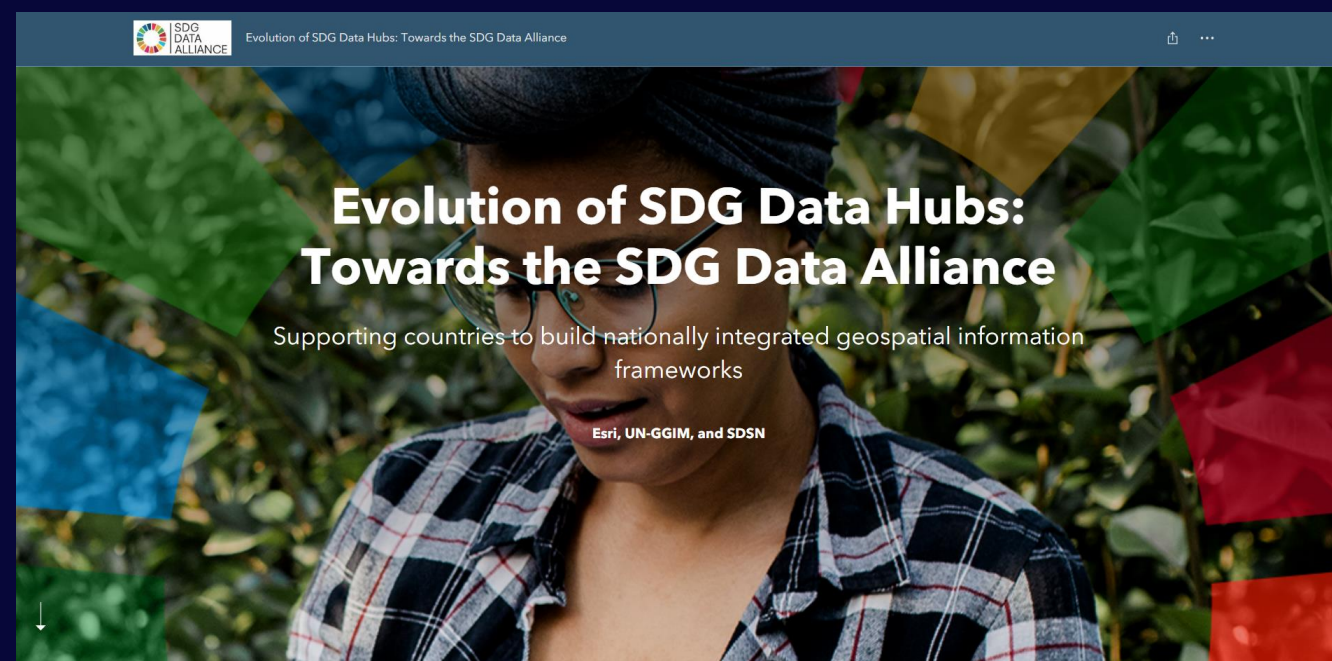 SDG
DATA
ALLIANCE
Evolution of SDG Data Hubs: Towards the SDG Data Alliance
Evolution of SDG Data Hubs:
Towards the SDG Data Alliance
Supporting countries to build nationally integrated geospatial information
frameworks
Esri, UN-GGIM, and SDSN